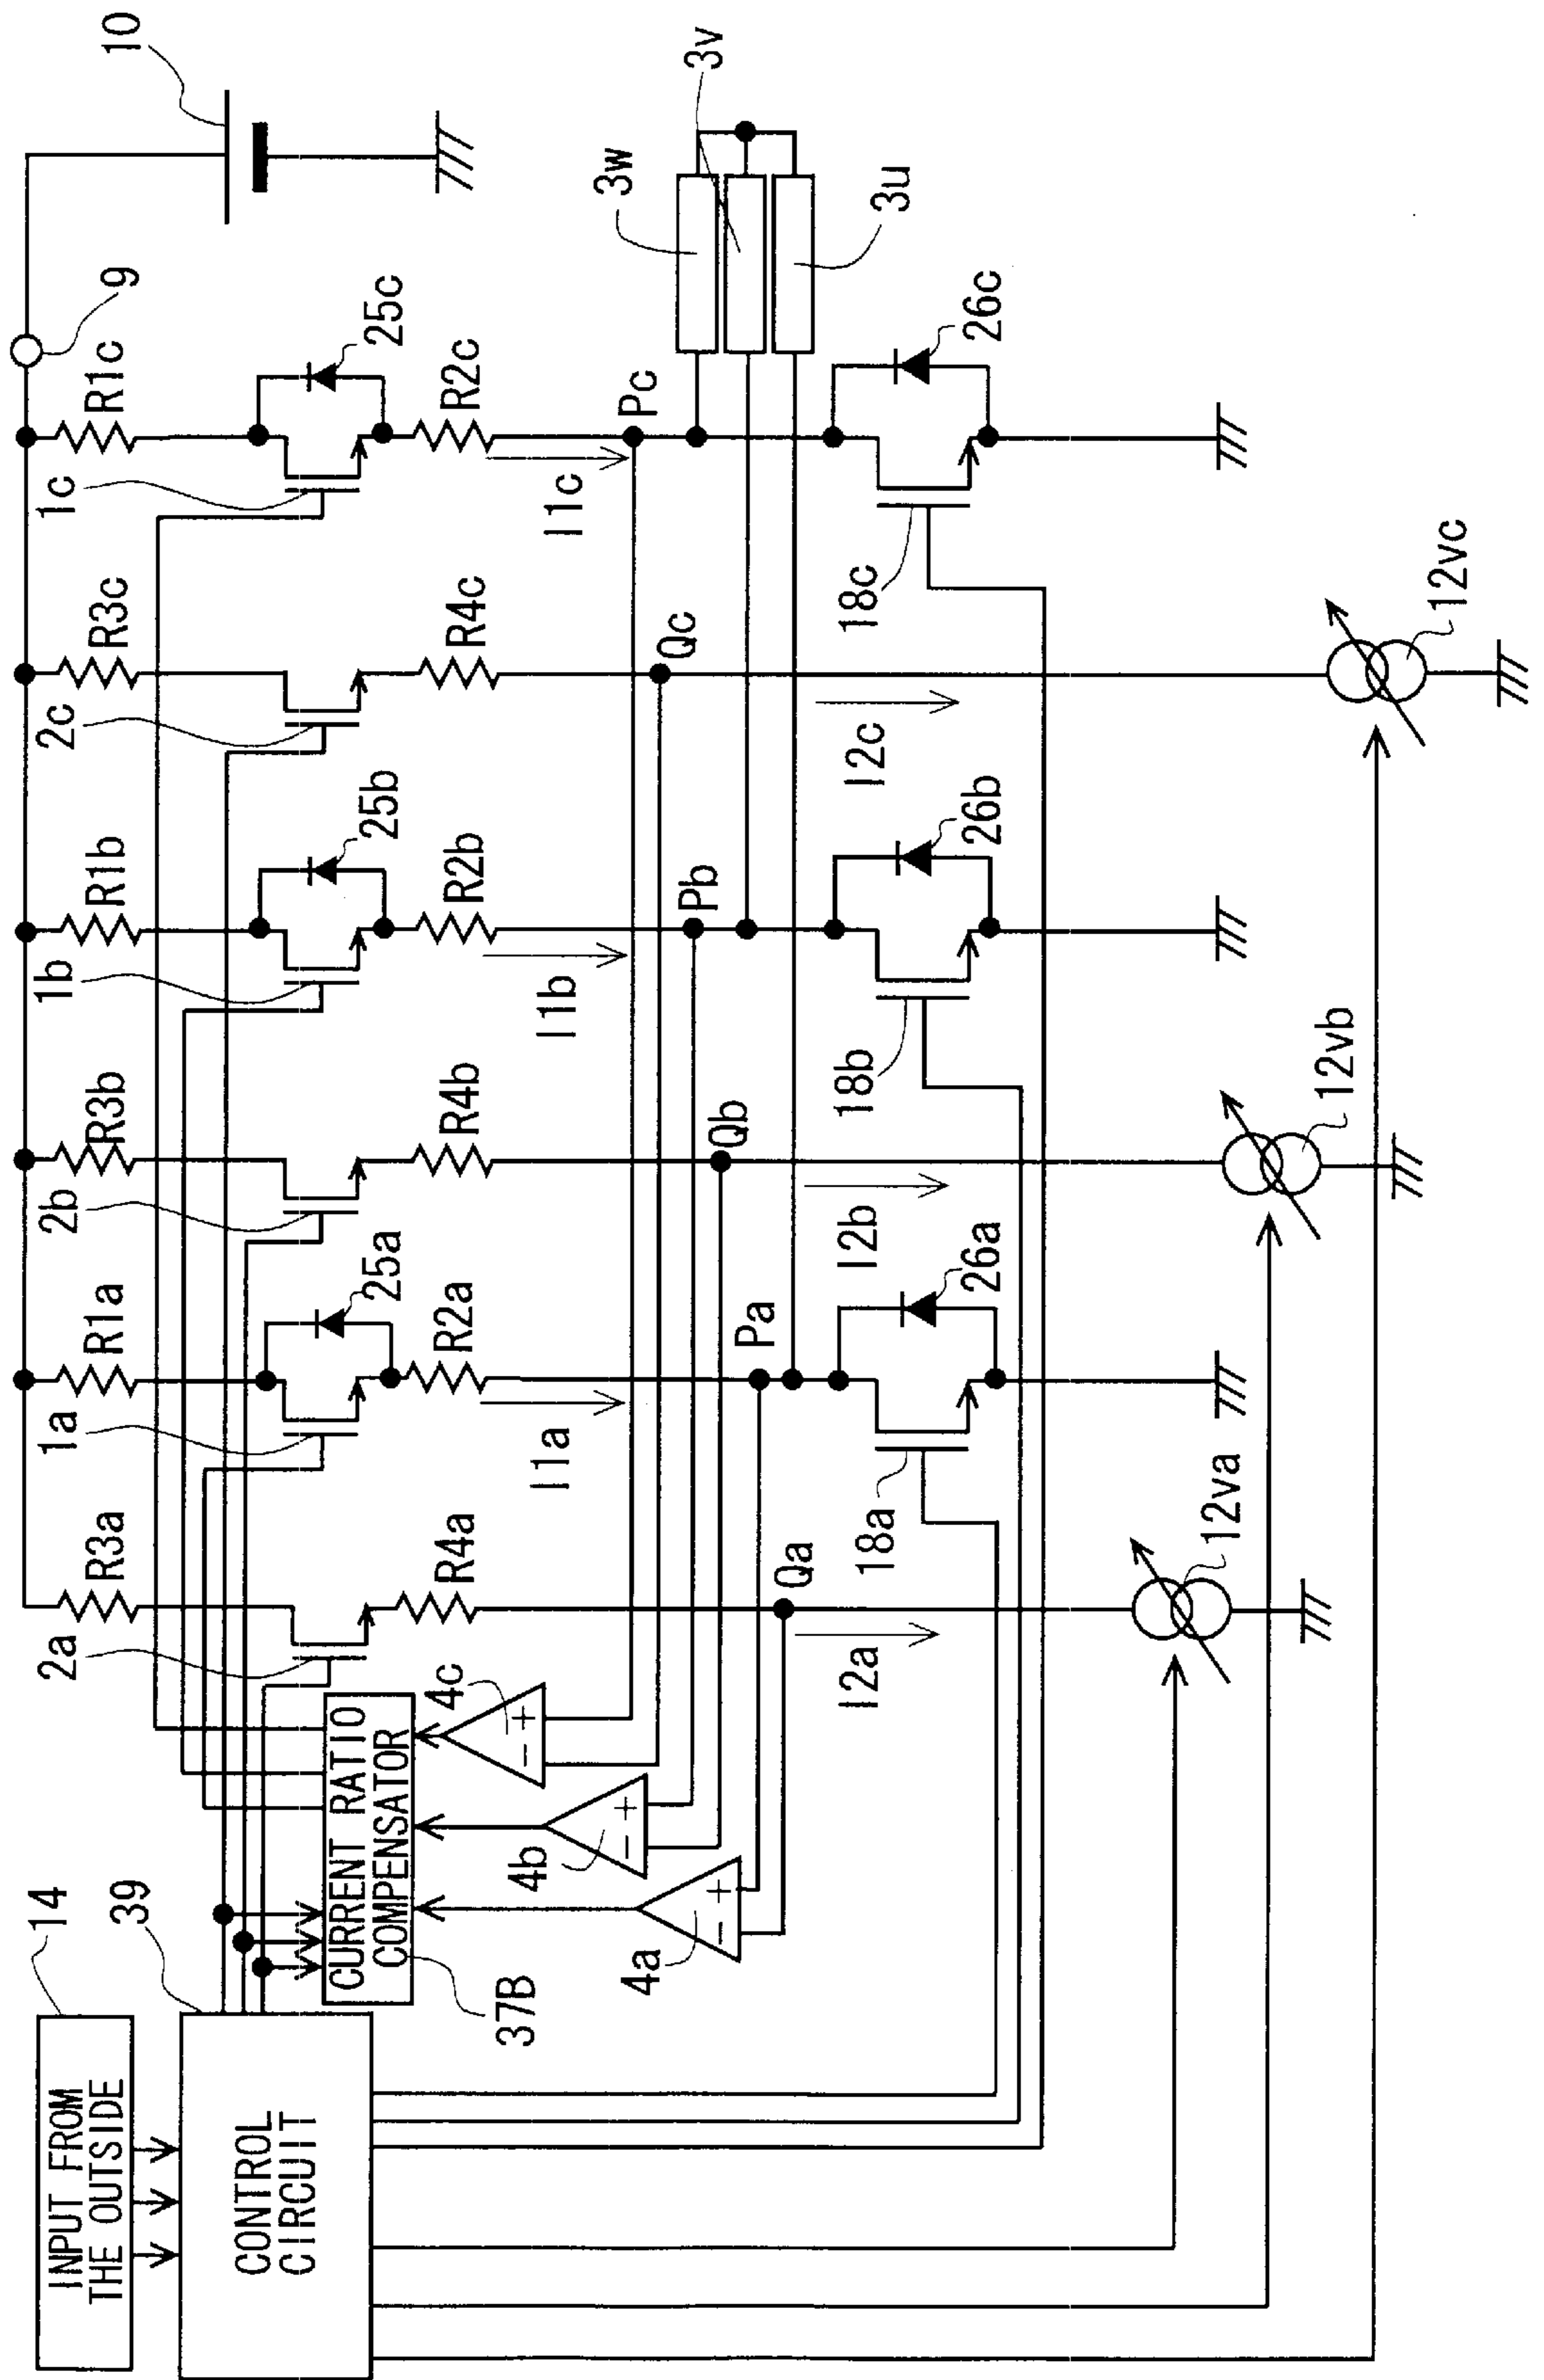 INPUT FROM
THE OUTSIDE
14
CONTROL
CIRCUIT
39
CURRENT RATIO
COMPENSATOR
37B
4a
4b
4c
2a
R3a
R4a
Qa
I2a
12va
1a
R1a
25a
R2a
I1a
Pa
18a
26a
2b
R3b
R4b
Qb
I2b
12vb
1b
R1b
25b
R2b
I1b
Pb
18b
26b
2c
R3c
R4c
Qc
I2c
12vc
1c
R1c
25c
R2c
I1c
Pc
18c
26c
9
10
3w
3v
3u
− +
− +
− +